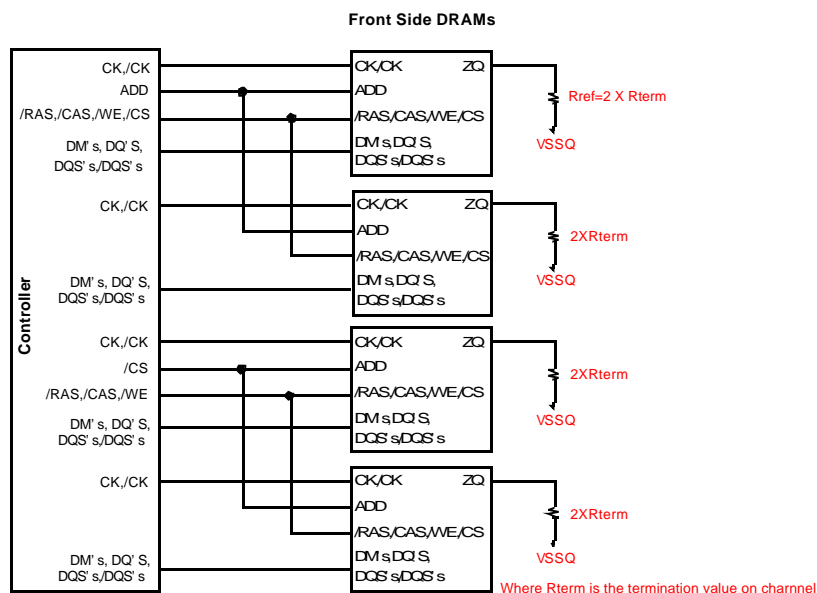 Front Side DRAMs
Controller
CK,/CK
ADD
/RAS,/CAS,/WE,/CS
DM's, DQ'S,
DQS's,/DQS's
CK,/CK
DM's, DQ'S,
DQS's,/DQS's
CK,/CK
/CS
/RAS,/CAS,/WE
DM's, DQ'S,
DQS's,/DQS's
CK,/CK
DM's, DQ'S,
DQS's,/DQS's
CK/CK ZQ
ADD
/RAS,/CAS,/WE,/CS
DM's, DQ'S,
DQS's/DQS's
Rref=2 X Rterm
VSSQ
CK/CK ZQ
ADD
/RAS,/CAS,/WE,/CS
DM's, DQ'S,
DQS's/DQS's
2XRterm
VSSQ
CK/CK ZQ
ADD
/RAS,/CAS,/WE,/CS
DM's, DQ'S,
DQS's/DQS's
2XRterm
VSSQ
CK/CK ZQ
ADD
/RAS,/CAS,/WE,/CS
DM's, DQ'S,
DQS's/DQS's
2XRterm
VSSQ
Where Rterm is the termination value on charnnel